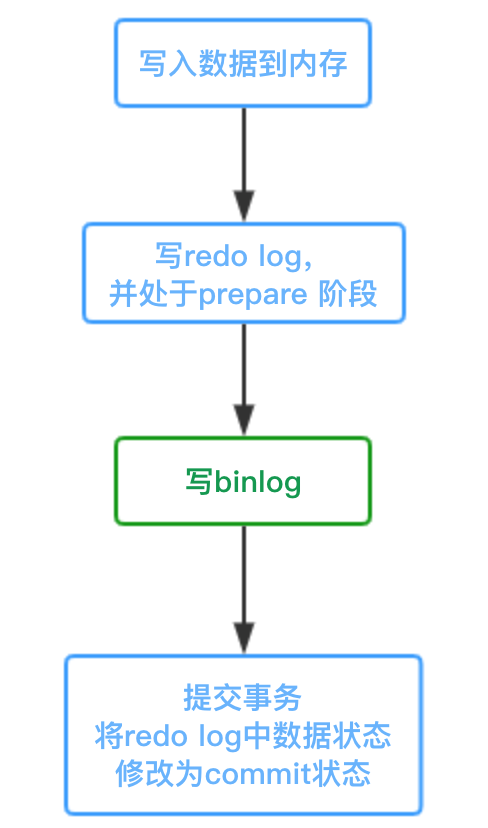 写入数据到内存
写redo log，
并处于prepare 阶段
写binlog
提交事务
将redo log中数据状态
修改为commit状态